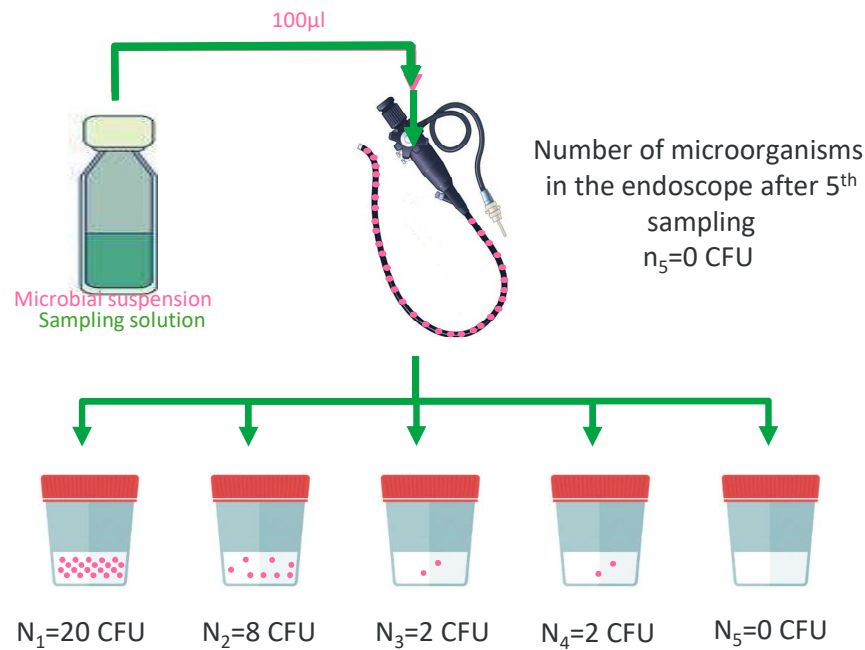 100µl
Number of microorganisms
in the endoscope after 5th
sampling
n5=0 CFU
Microbial suspension
Sampling solution
N1=20 CFU
N2=8 CFU
N3=2 CFU
N4=2 CFU
N5=0 CFU